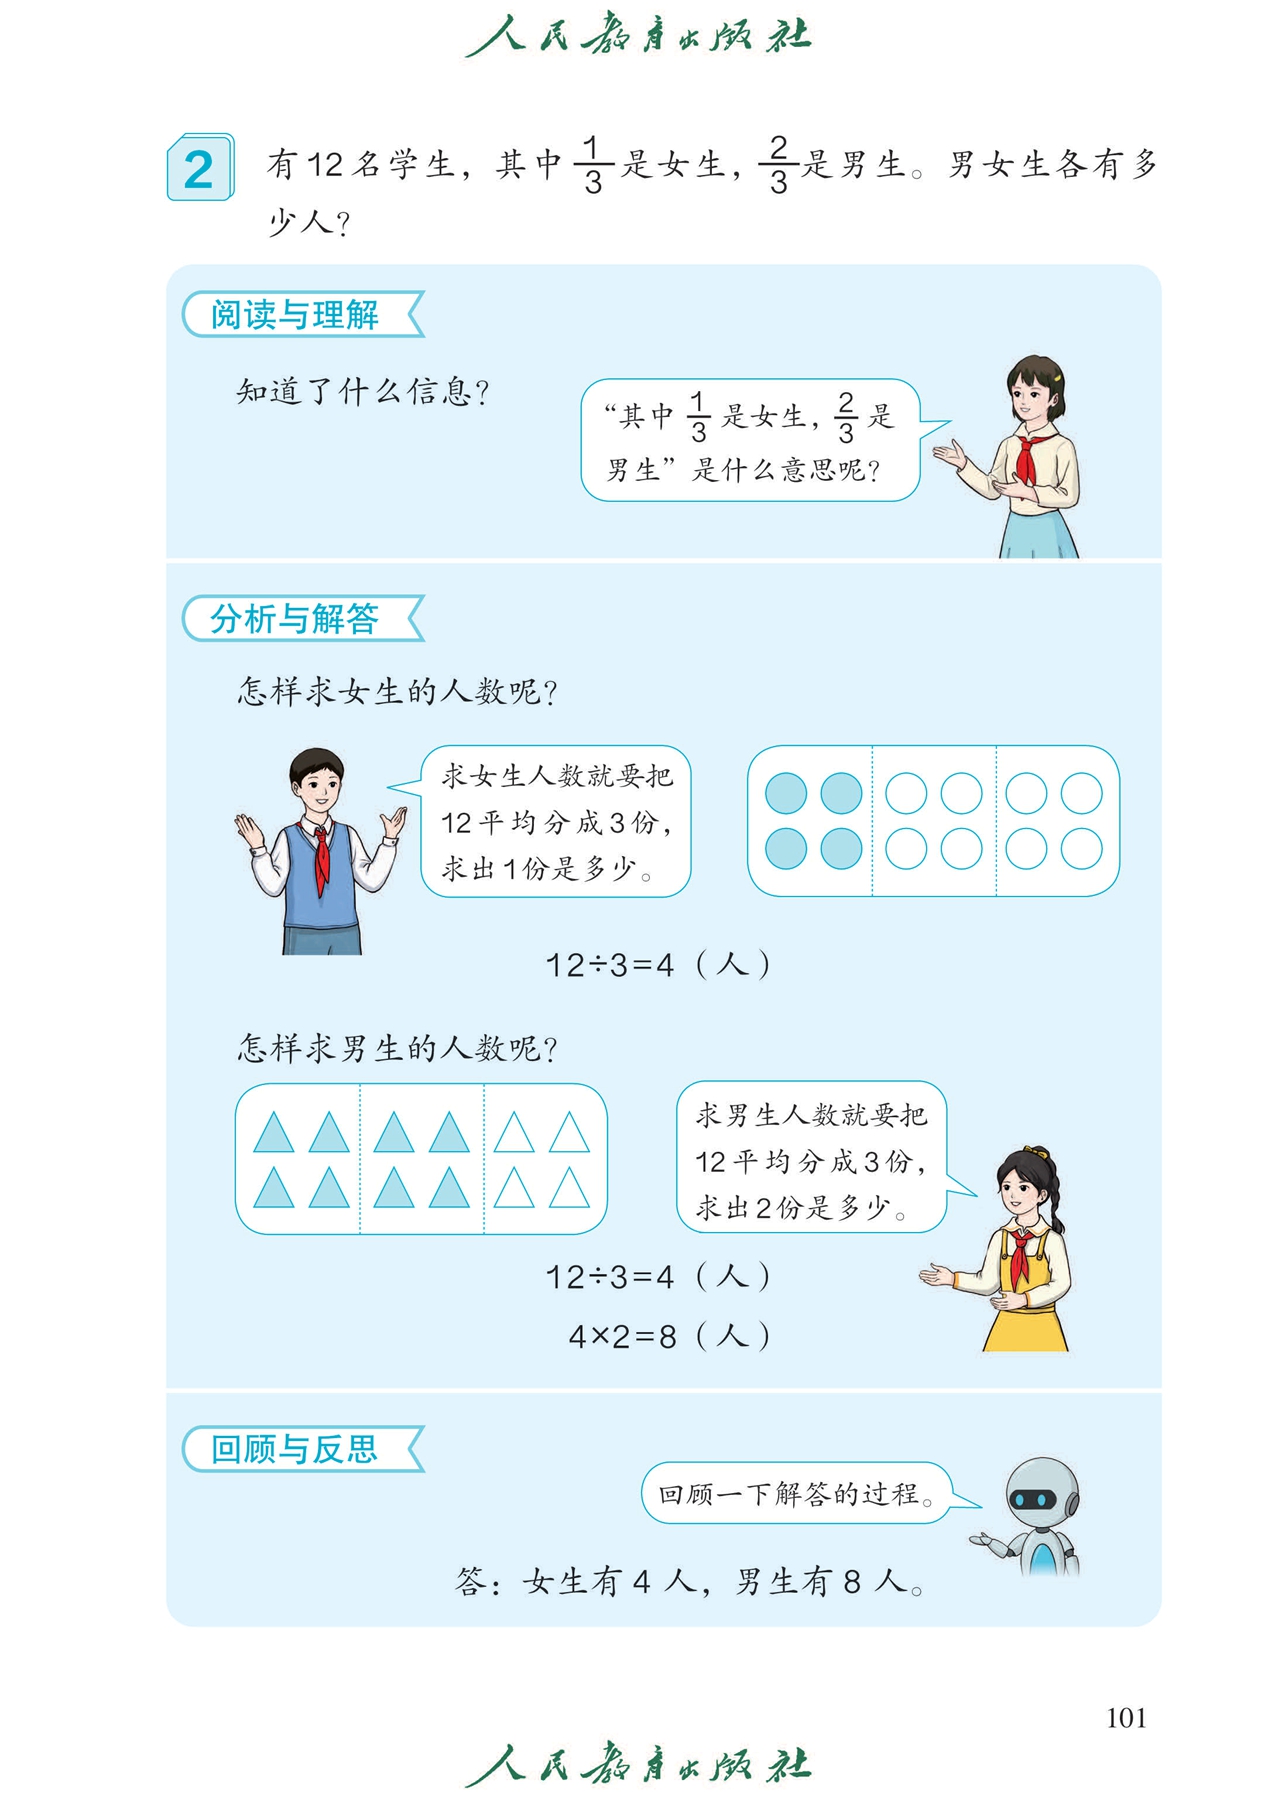 人民教育出版社
2 有12名学生，其中 1/3 是女生，2/3 是男生。男女生各有多
少人？
阅读与理解
知道了什么信息？
“其中 1/3 是女生，2/3 是
男生”是什么意思呢？
分析与解答
怎样求女生的人数呢？
求女生人数就要把
12平均分成3份，
求出1份是多少。
12÷3=4（人）
怎样求男生的人数呢？
求男生人数就要把
12平均分成3份，
求出2份是多少。
12÷3=4（人）
4×2=8（人）
回顾与反思
回顾一下解答的过程。
答：女生有4人，男生有8人。
101
人民教育出版社